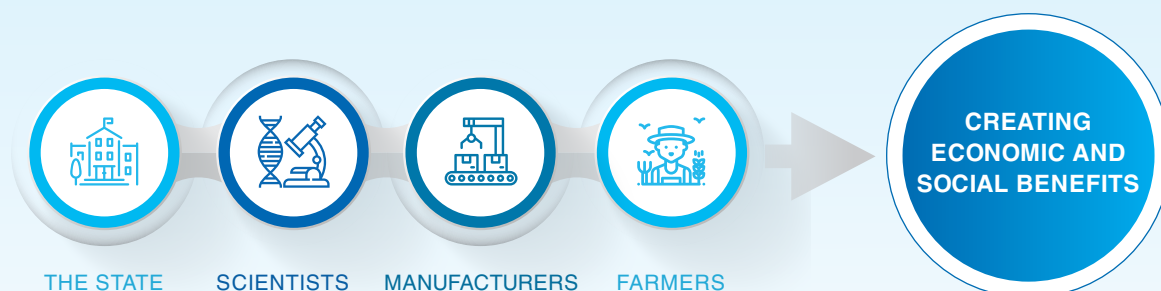 CREATING
ECONOMIC AND
SOCIAL BENEFITS
THE STATE
SCIENTISTS
MANUFACTURERS
FARMERS